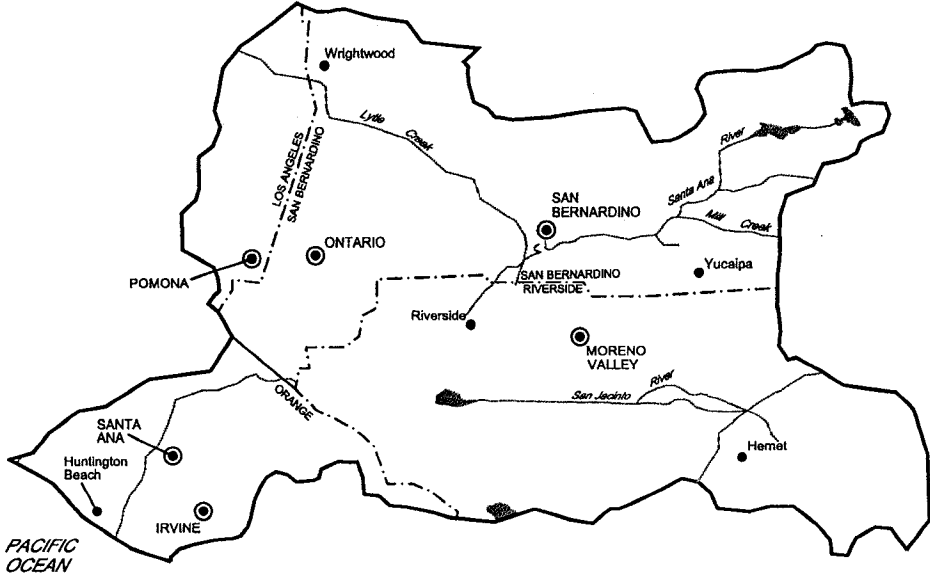 Wrightwood
Lytle
Creek
River
LOS ANGELES
SAN BERNARDINO
Santa Ana
SAN
BERNARDINO
Mill
Creek
ONTARIO
POMONA
Yucaipa
SAN BERNARDINO
RIVERSIDE
Riverside
MORENO
VALLEY
River
San Jacinto
ORANGE
SANTA
ANA
Hemet
Huntington
Beach
IRVINE
PACIFIC
OCEAN